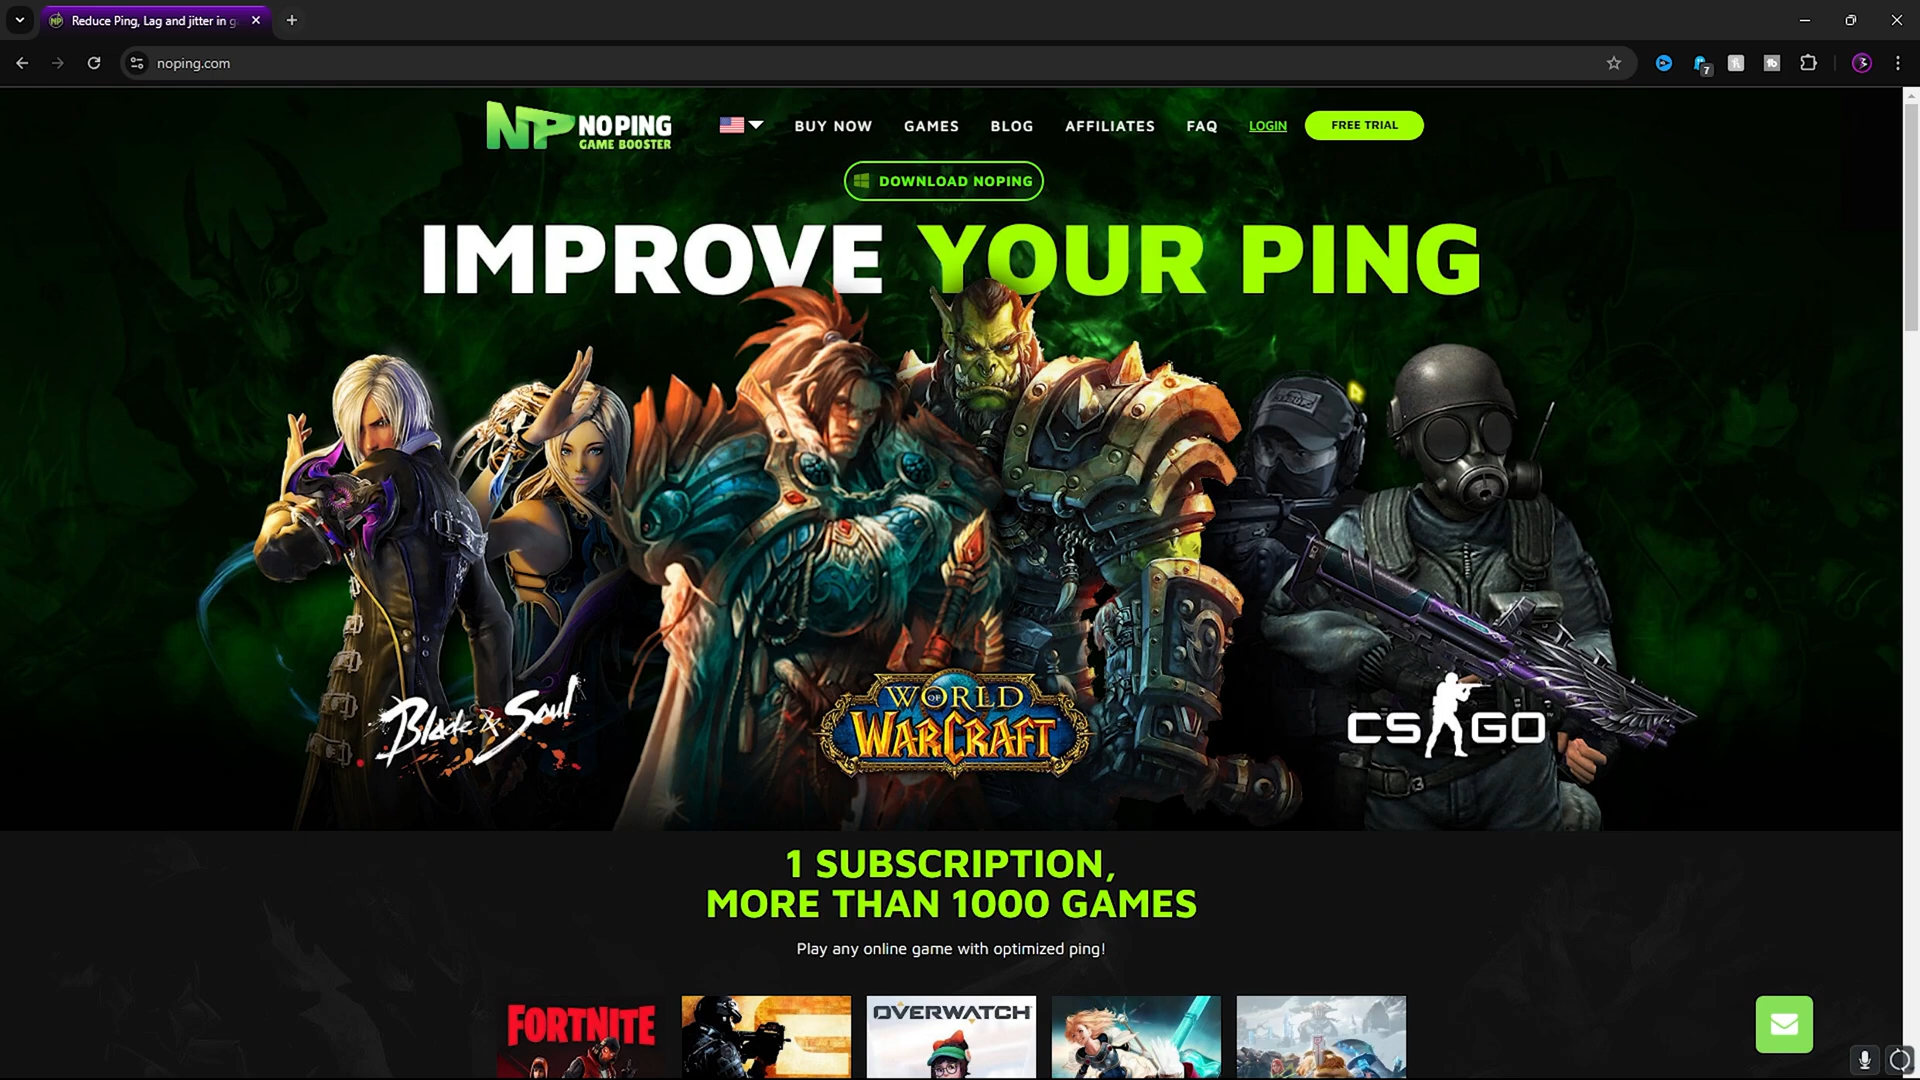 Reduce Ping, Lag and jitter in g
noping.com
7
NP NOPING
GAME BOOSTER
BUY NOW
GAMES
BLOG
AFFILIATES
FAQ
LOGIN
FREE TRIAL
DOWNLOAD NOPING
IMPROVE YOUR PING
Blade & Soul
WORLD
OF
WARCRAFT
CS GO
1 SUBSCRIPTION,
MORE THAN 1000 GAMES
Play any online game with optimized ping!
FORTNITE
OVERWATCH